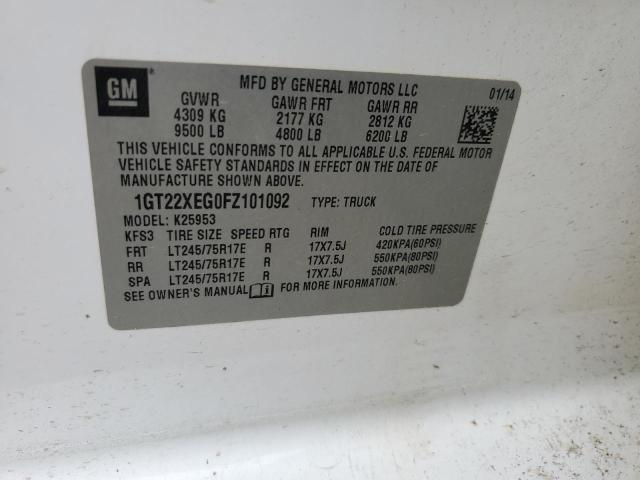 GM
MFD BY GENERAL MOTORS LLC
01/14
GVWR GAWR FRT GAWR RR
4309 KG 2177 KG 2812 KG
9500 LB 4800 LB 6200 LB
THIS VEHICLE CONFORMS TO ALL APPLICABLE U.S. FEDERAL MOTOR
VEHICLE SAFETY STANDARDS IN EFFECT ON THE DATE OF
MANUFACTURE SHOWN ABOVE.
1GT22XEG0FZ101092 TYPE: TRUCK
MODEL: K25953
KFS3 TIRE SIZE SPEED RTG RIM COLD TIRE PRESSURE
FRT LT245/75R17E R 17X7.5J 420KPA(60PSI)
RR LT245/75R17E R 17X7.5J 550KPA(80PSI)
SPA LT245/75R17E R 17X7.5J 550KPA(80PSI)
SEE OWNER'S MANUAL FOR MORE INFORMATION.